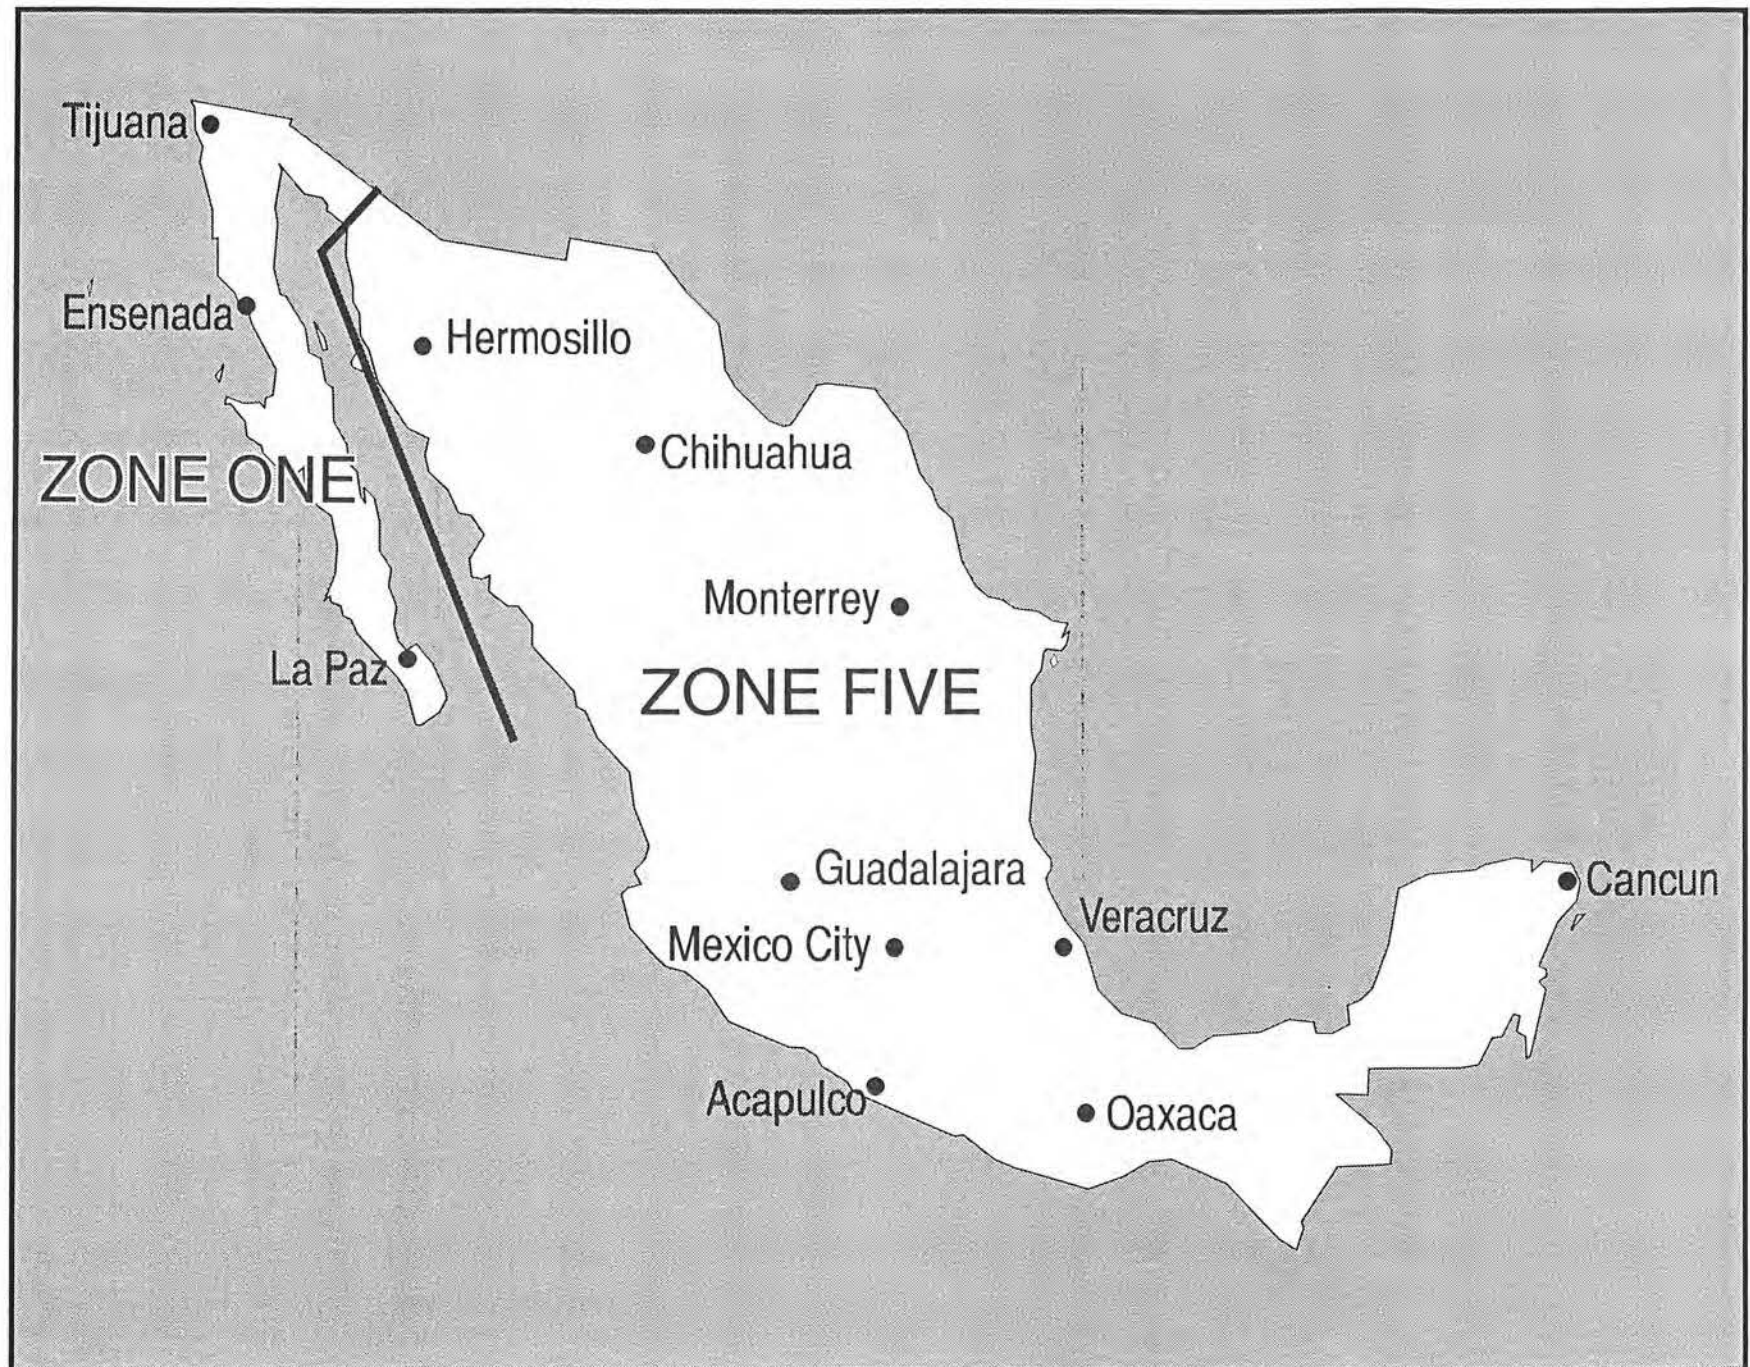 Tijuana
Ensenada
Hermosillo
Chihuahua
ZONE ONE
Monterrey
La Paz
ZONE FIVE
Guadalajara
Cancun
Veracruz
Mexico City
Acapulco
Oaxaca